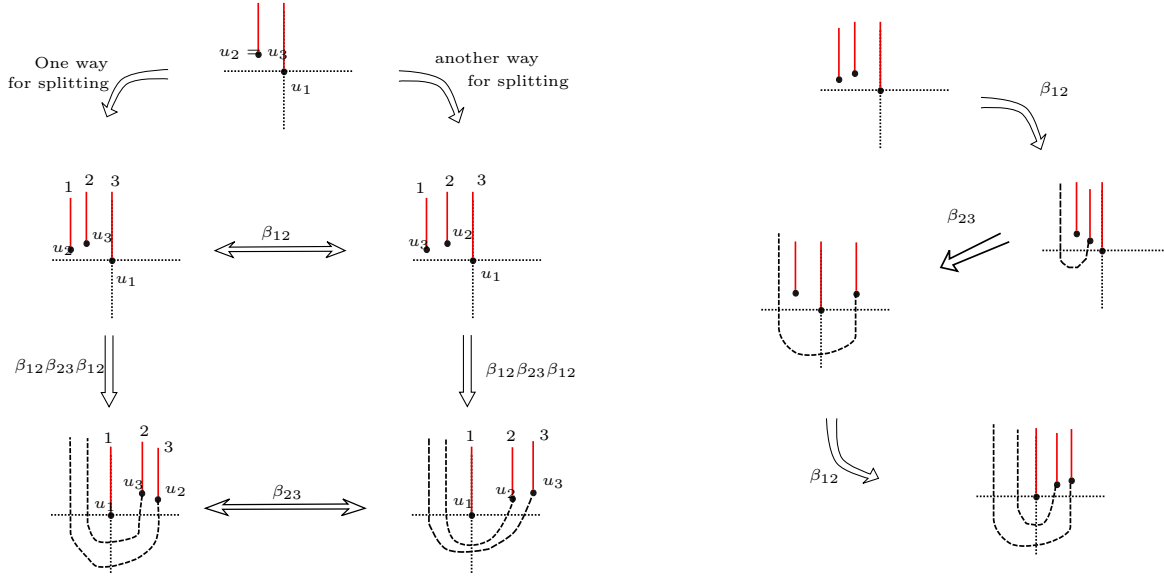 One way
for splitting
u₂ = u₃
u₁
another way
for splitting
β₁₂
1 2 3
u₂ u₃
u₁
β₁₂
1 2 3
u₃ u₂
u₁
β₂₃
β₁₂β₂₃β₁₂
β₁₂β₂₃β₁₂
1 2 3
u₁ u₃ u₂
β₂₃
1 2 3
u₁ u₂ u₃
β₁₂